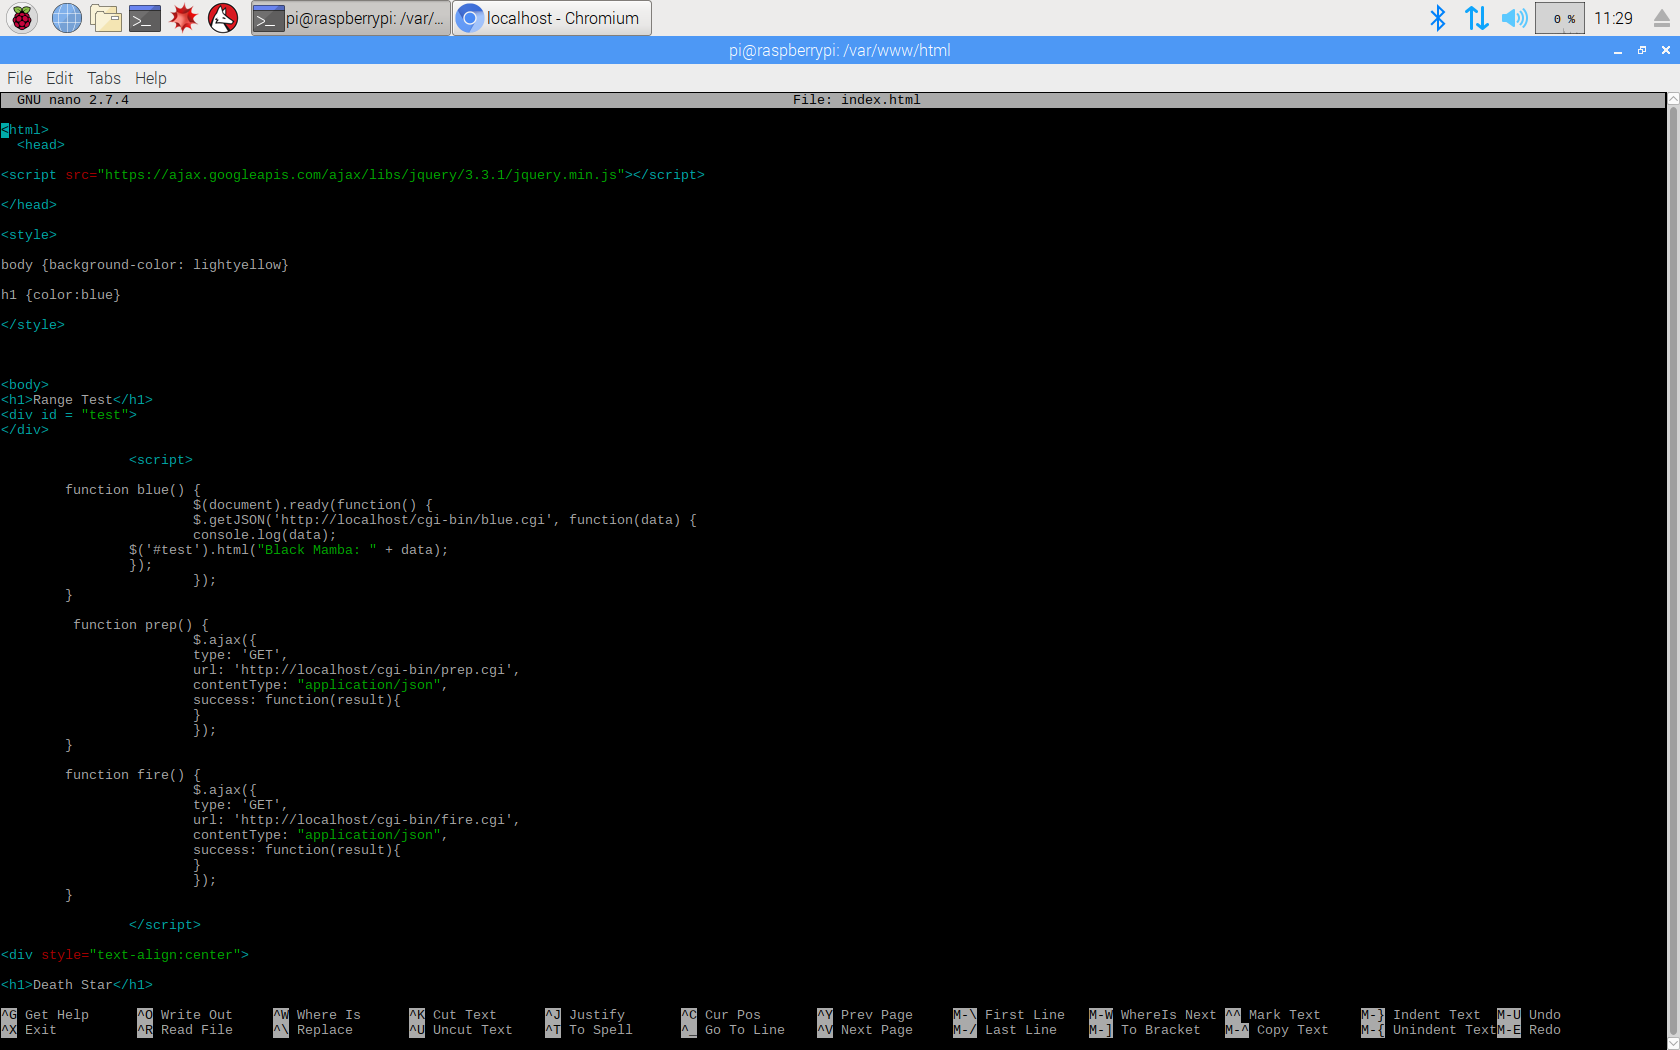 pi@raspberrypi: /var/... localhost - Chromium 0 % 11:29
pi@raspberrypi: /var/www/html
File Edit Tabs Help
GNU nano 2.7.4 File: index.html
<html>
<head>
<script src="https://ajax.googleapis.com/ajax/libs/jquery/3.3.1/jquery.min.js"></script>
</head>
<style>
body {background-color: lightyellow}
h1 {color:blue}
</style>
<body>
<h1>Range Test</h1>
<div id = "test">
</div>
<script>
function blue() {
$(document).ready(function() {
$.getJSON('http://localhost/cgi-bin/blue.cgi', function(data) {
console.log(data);
$('#test').html("Black Mamba: " + data);
});
});
}
function prep() {
$.ajax({
type: 'GET',
url: 'http://localhost/cgi-bin/prep.cgi',
contentType: "application/json",
success: function(result){
}
});
}
function fire() {
$.ajax({
type: 'GET',
url: 'http://localhost/cgi-bin/fire.cgi',
contentType: "application/json",
success: function(result){
}
});
}
</script>
<div style="text-align:center">
<h1>Death Star</h1>
^G Get Help ^O Write Out ^W Where Is ^K Cut Text ^J Justify ^C Cur Pos ^Y Prev Page M-\ First Line M-W WhereIs Next ^^ Mark Text M-} Indent Text M-U Undo
^X Exit ^R Read File ^\ Replace ^U Uncut Text ^T To Spell ^_ Go To Line ^V Next Page M-/ Last Line M-] To Bracket M-^ Copy Text M-{ Unindent Text M-E Redo